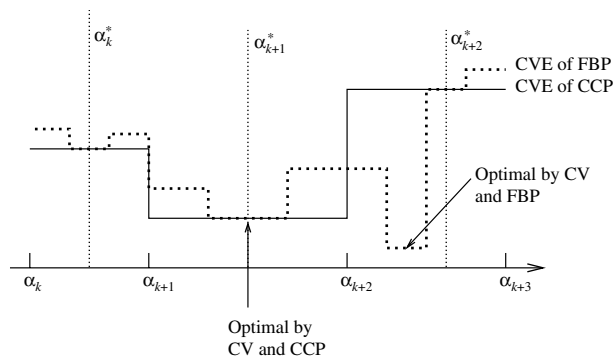 α*k
α*k+1
α*k+2
CVE of FBP
CVE of CCP
Optimal by CV
and FBP
αk
αk+1
αk+2
αk+3
Optimal by
CV and CCP